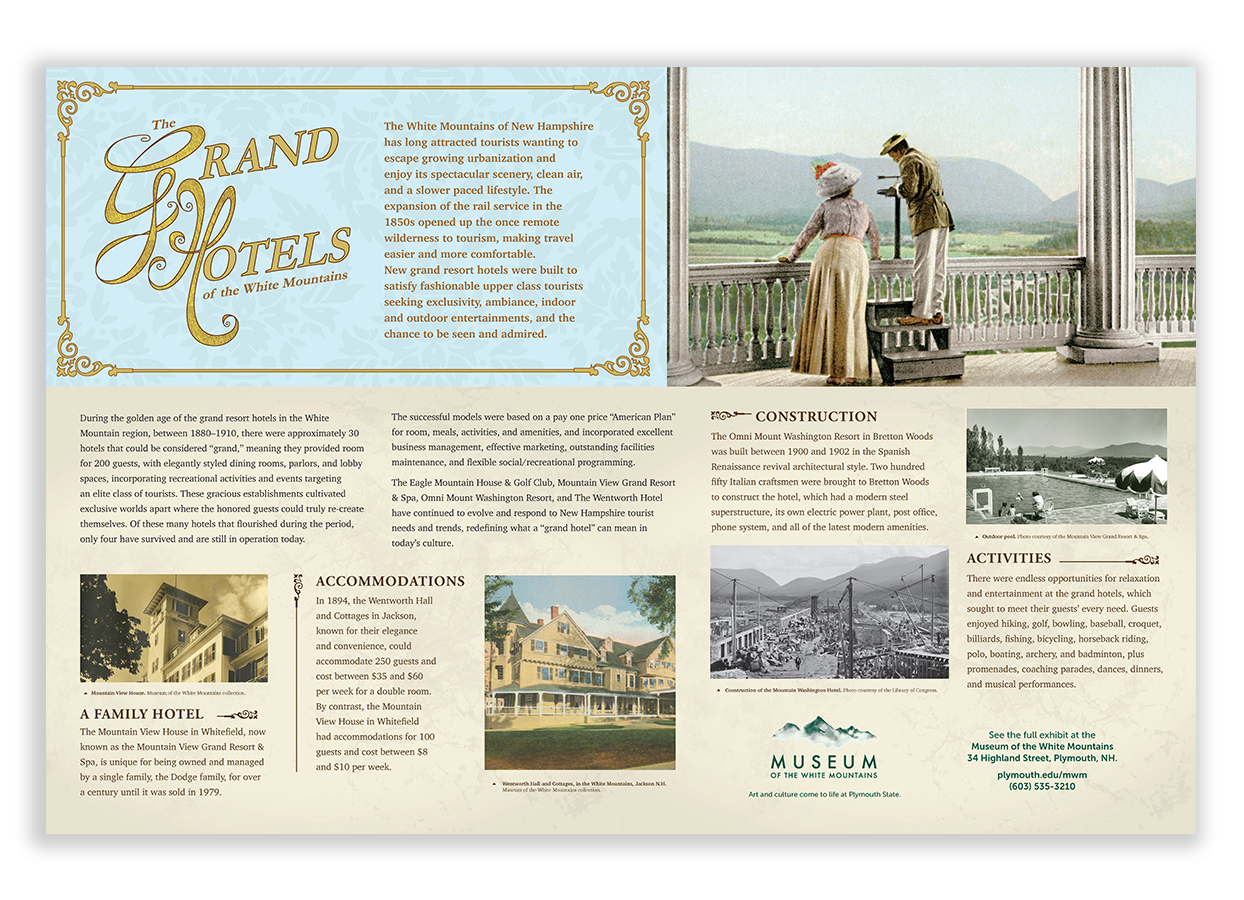 The
GRAND
HOTELS
of the White Mountains
The White Mountains of New Hampshire
has long attracted tourists wanting to
escape growing urbanization and
enjoy its spectacular scenery, clean air,
and a slower paced lifestyle. The
expansion of the rail service in the
1850s opened up the once remote
wilderness to tourism, making travel
easier and more comfortable.
New grand resort hotels were built to
satisfy fashionable upper class tourists
seeking exclusivity, ambiance, indoor
and outdoor entertainments, and the
chance to be seen and admired.
During the golden age of the grand resort hotels in the White
Mountain region, between 1880–1910, there were approximately 30
hotels that could be considered “grand,” meaning they provided room
for 200 guests, with elegantly styled dining rooms, parlors, and lobby
spaces, incorporating recreational activities and events targeting
an elite class of tourists. These gracious establishments cultivated
exclusive worlds apart where the honored guests could truly re-create
themselves. Of these many hotels that flourished during the period,
only four have survived and are still in operation today.
The successful models were based on a pay one price “American Plan”
for room, meals, activities, and amenities, and incorporated excellent
business management, effective marketing, outstanding facilities
maintenance, and flexible social/recreational programming.
The Eagle Mountain House & Golf Club, Mountain View Grand Resort
& Spa, Omni Mount Washington Resort, and The Wentworth Hotel
have continued to evolve and respond to New Hampshire tourist
needs and trends, redefining what a “grand hotel” can mean in
today’s culture.
Mountain View House. Museum of the White Mountains collection.
A FAMILY HOTEL
The Mountain View House in Whitefield, now
known as the Mountain View Grand Resort &
Spa, is unique for being owned and managed
by a single family, the Dodge family, for over
a century until it was sold in 1979.
ACCOMMODATIONS
In 1894, the Wentworth Hall
and Cottages in Jackson,
known for their elegance
and convenience, could
accommodate 250 guests and
cost between $35 and $60
per week for a double room.
By contrast, the Mountain
View House in Whitefield
had accommodations for 100
guests and cost between $8
and $10 per week.
Wentworth Hall and Cottages, in the White Mountains, Jackson N.H.
Museum of the White Mountains collection.
CONSTRUCTION
The Omni Mount Washington Resort in Bretton Woods
was built between 1900 and 1902 in the Spanish
Renaissance revival architectural style. Two hundred
fifty Italian craftsmen were brought to Bretton Woods
to construct the hotel, which had a modern steel
superstructure, its own electric power plant, post office,
phone system, and all of the latest modern amenities.
Construction of the Mountain Washington Hotel. Photo courtesy of the Library of Congress.
Outdoor pool. Photo courtesy of the Mountain View Grand Resort & Spa.
ACTIVITIES
There were endless opportunities for relaxation
and entertainment at the grand hotels, which
sought to meet their guests’ every need. Guests
enjoyed hiking, golf, bowling, baseball, croquet,
billiards, fishing, bicycling, horseback riding,
polo, boating, archery, and badminton, plus
promenades, coaching parades, dances, dinners,
and musical performances.
MUSEUM
OF THE WHITE MOUNTAINS
Art and culture come to life at Plymouth State.
See the full exhibit at the
Museum of the White Mountains
34 Highland Street, Plymouth, NH.
plymouth.edu/mwm
(603) 535-3210